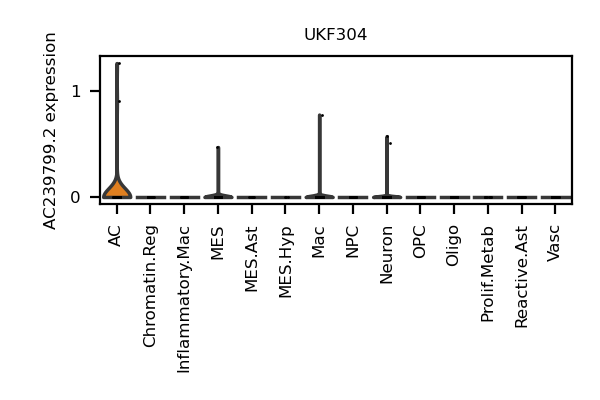 UKF304
AC239799.2 expression
1
0
AC
Chromatin.Reg
Inflammatory.Mac
MES
MES.Ast
MES.Hyp
Mac
NPC
Neuron
OPC
Oligo
Prolif.Metab
Reactive.Ast
Vasc